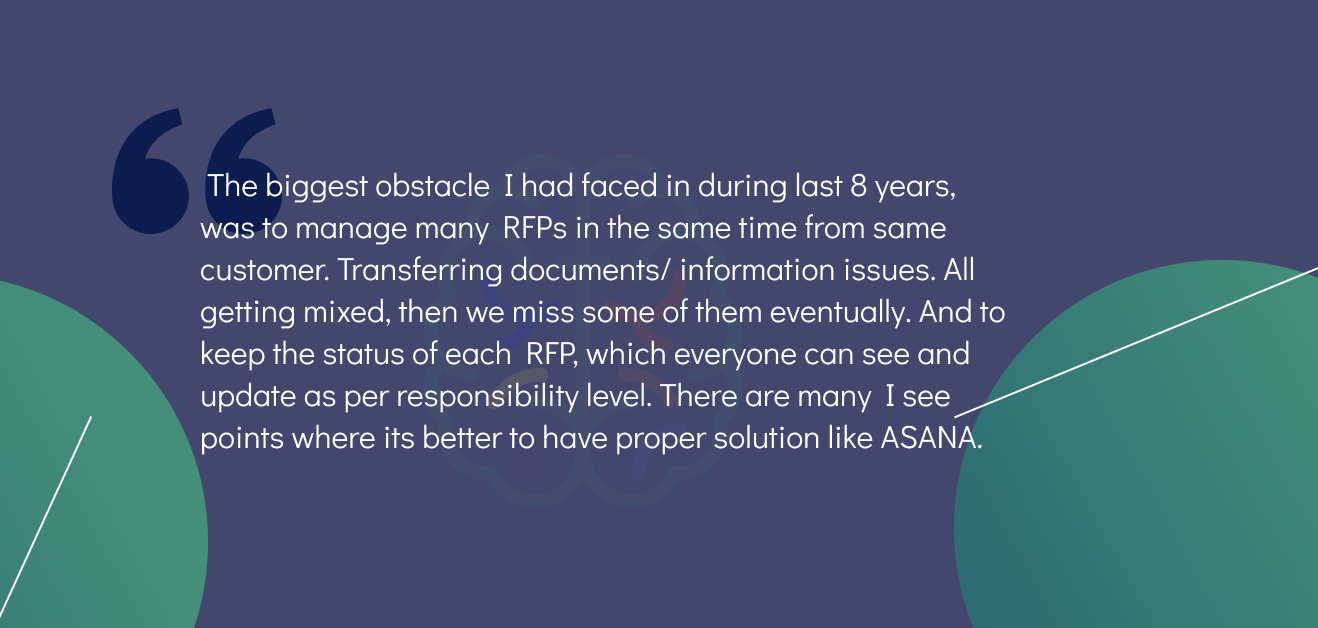 The biggest obstacle I had faced in during last 8 years,
was to manage many RFPs in the same time from same
customer. Transferring documents/ information issues. All
getting mixed, then we miss some of them eventually. And to
keep the status of each RFP, which everyone can see and
update as per responsibility level. There are many I see
points where its better to have proper solution like ASANA.